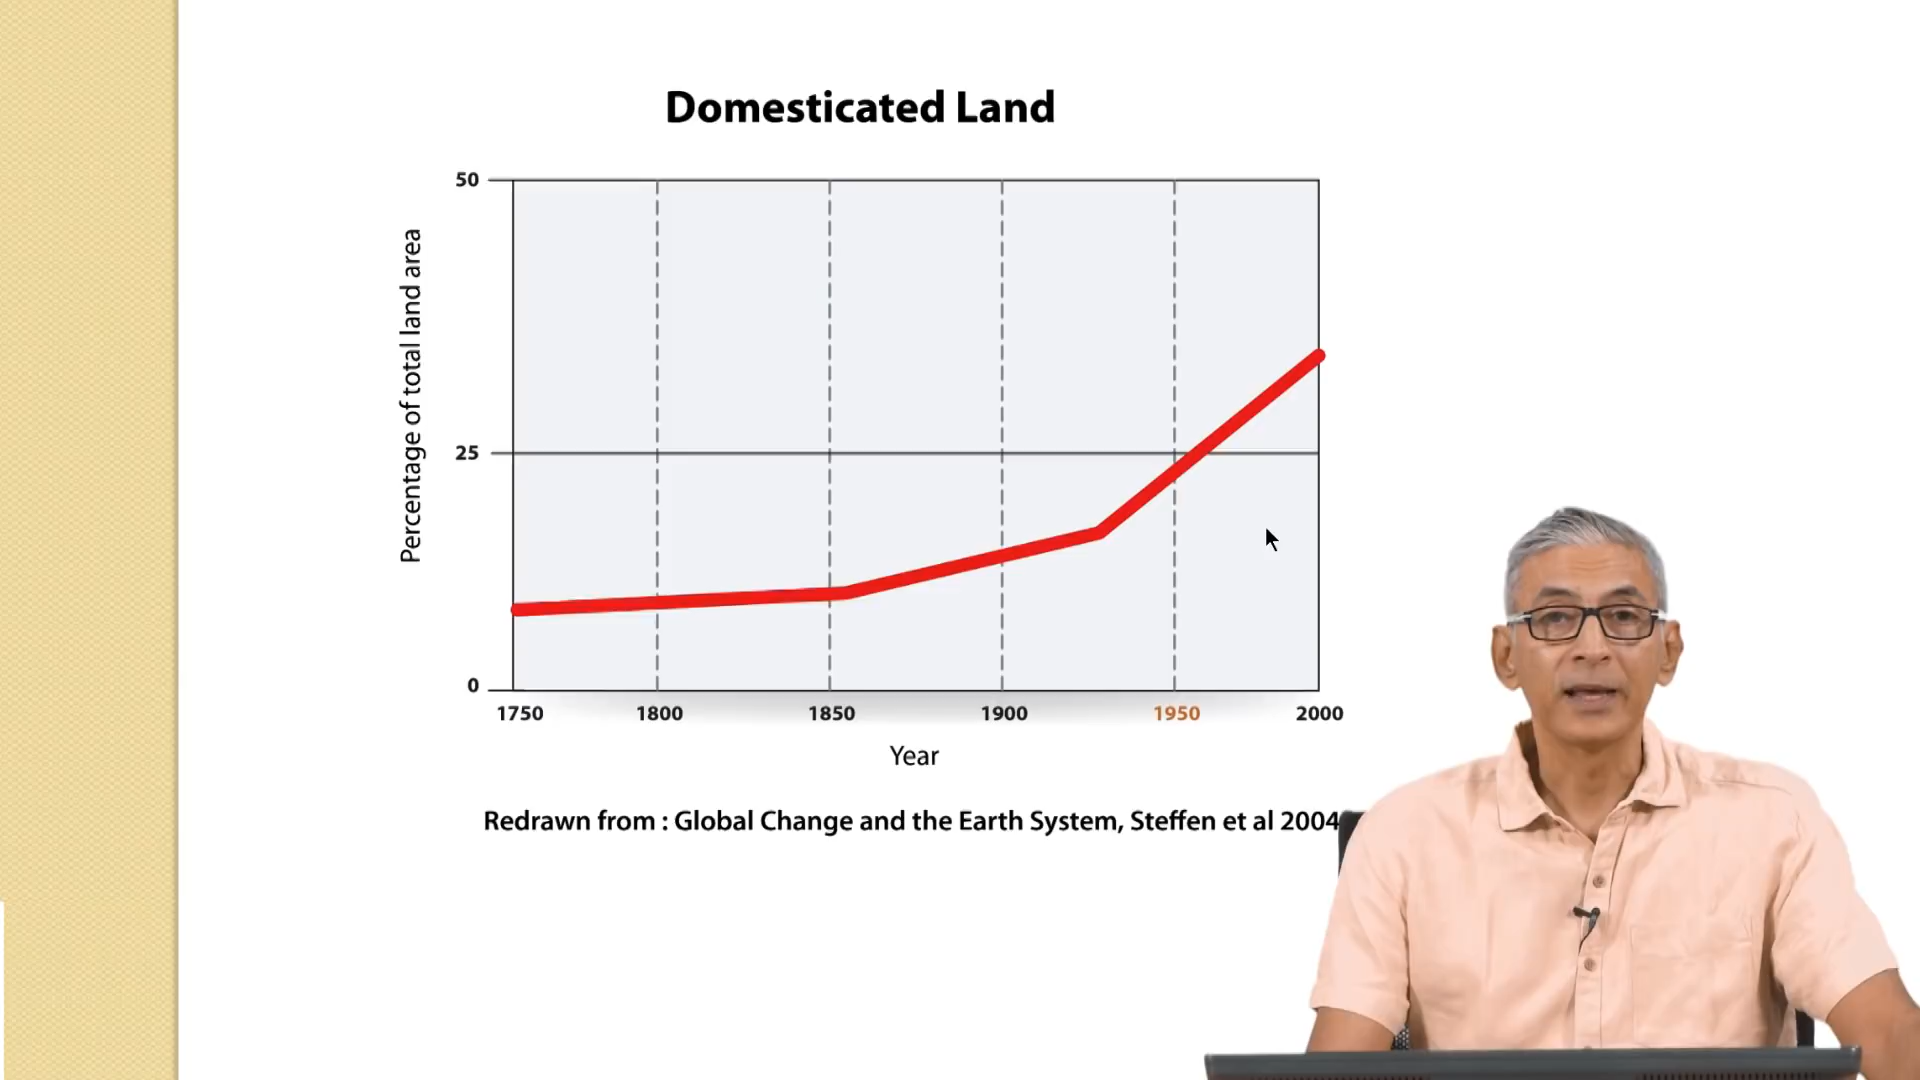 Domesticated Land
50
25
0
Percentage of total land area
1750 1800 1850 1900 1950 2000
Year
Redrawn from : Global Change and the Earth System, Steffen et al 2004